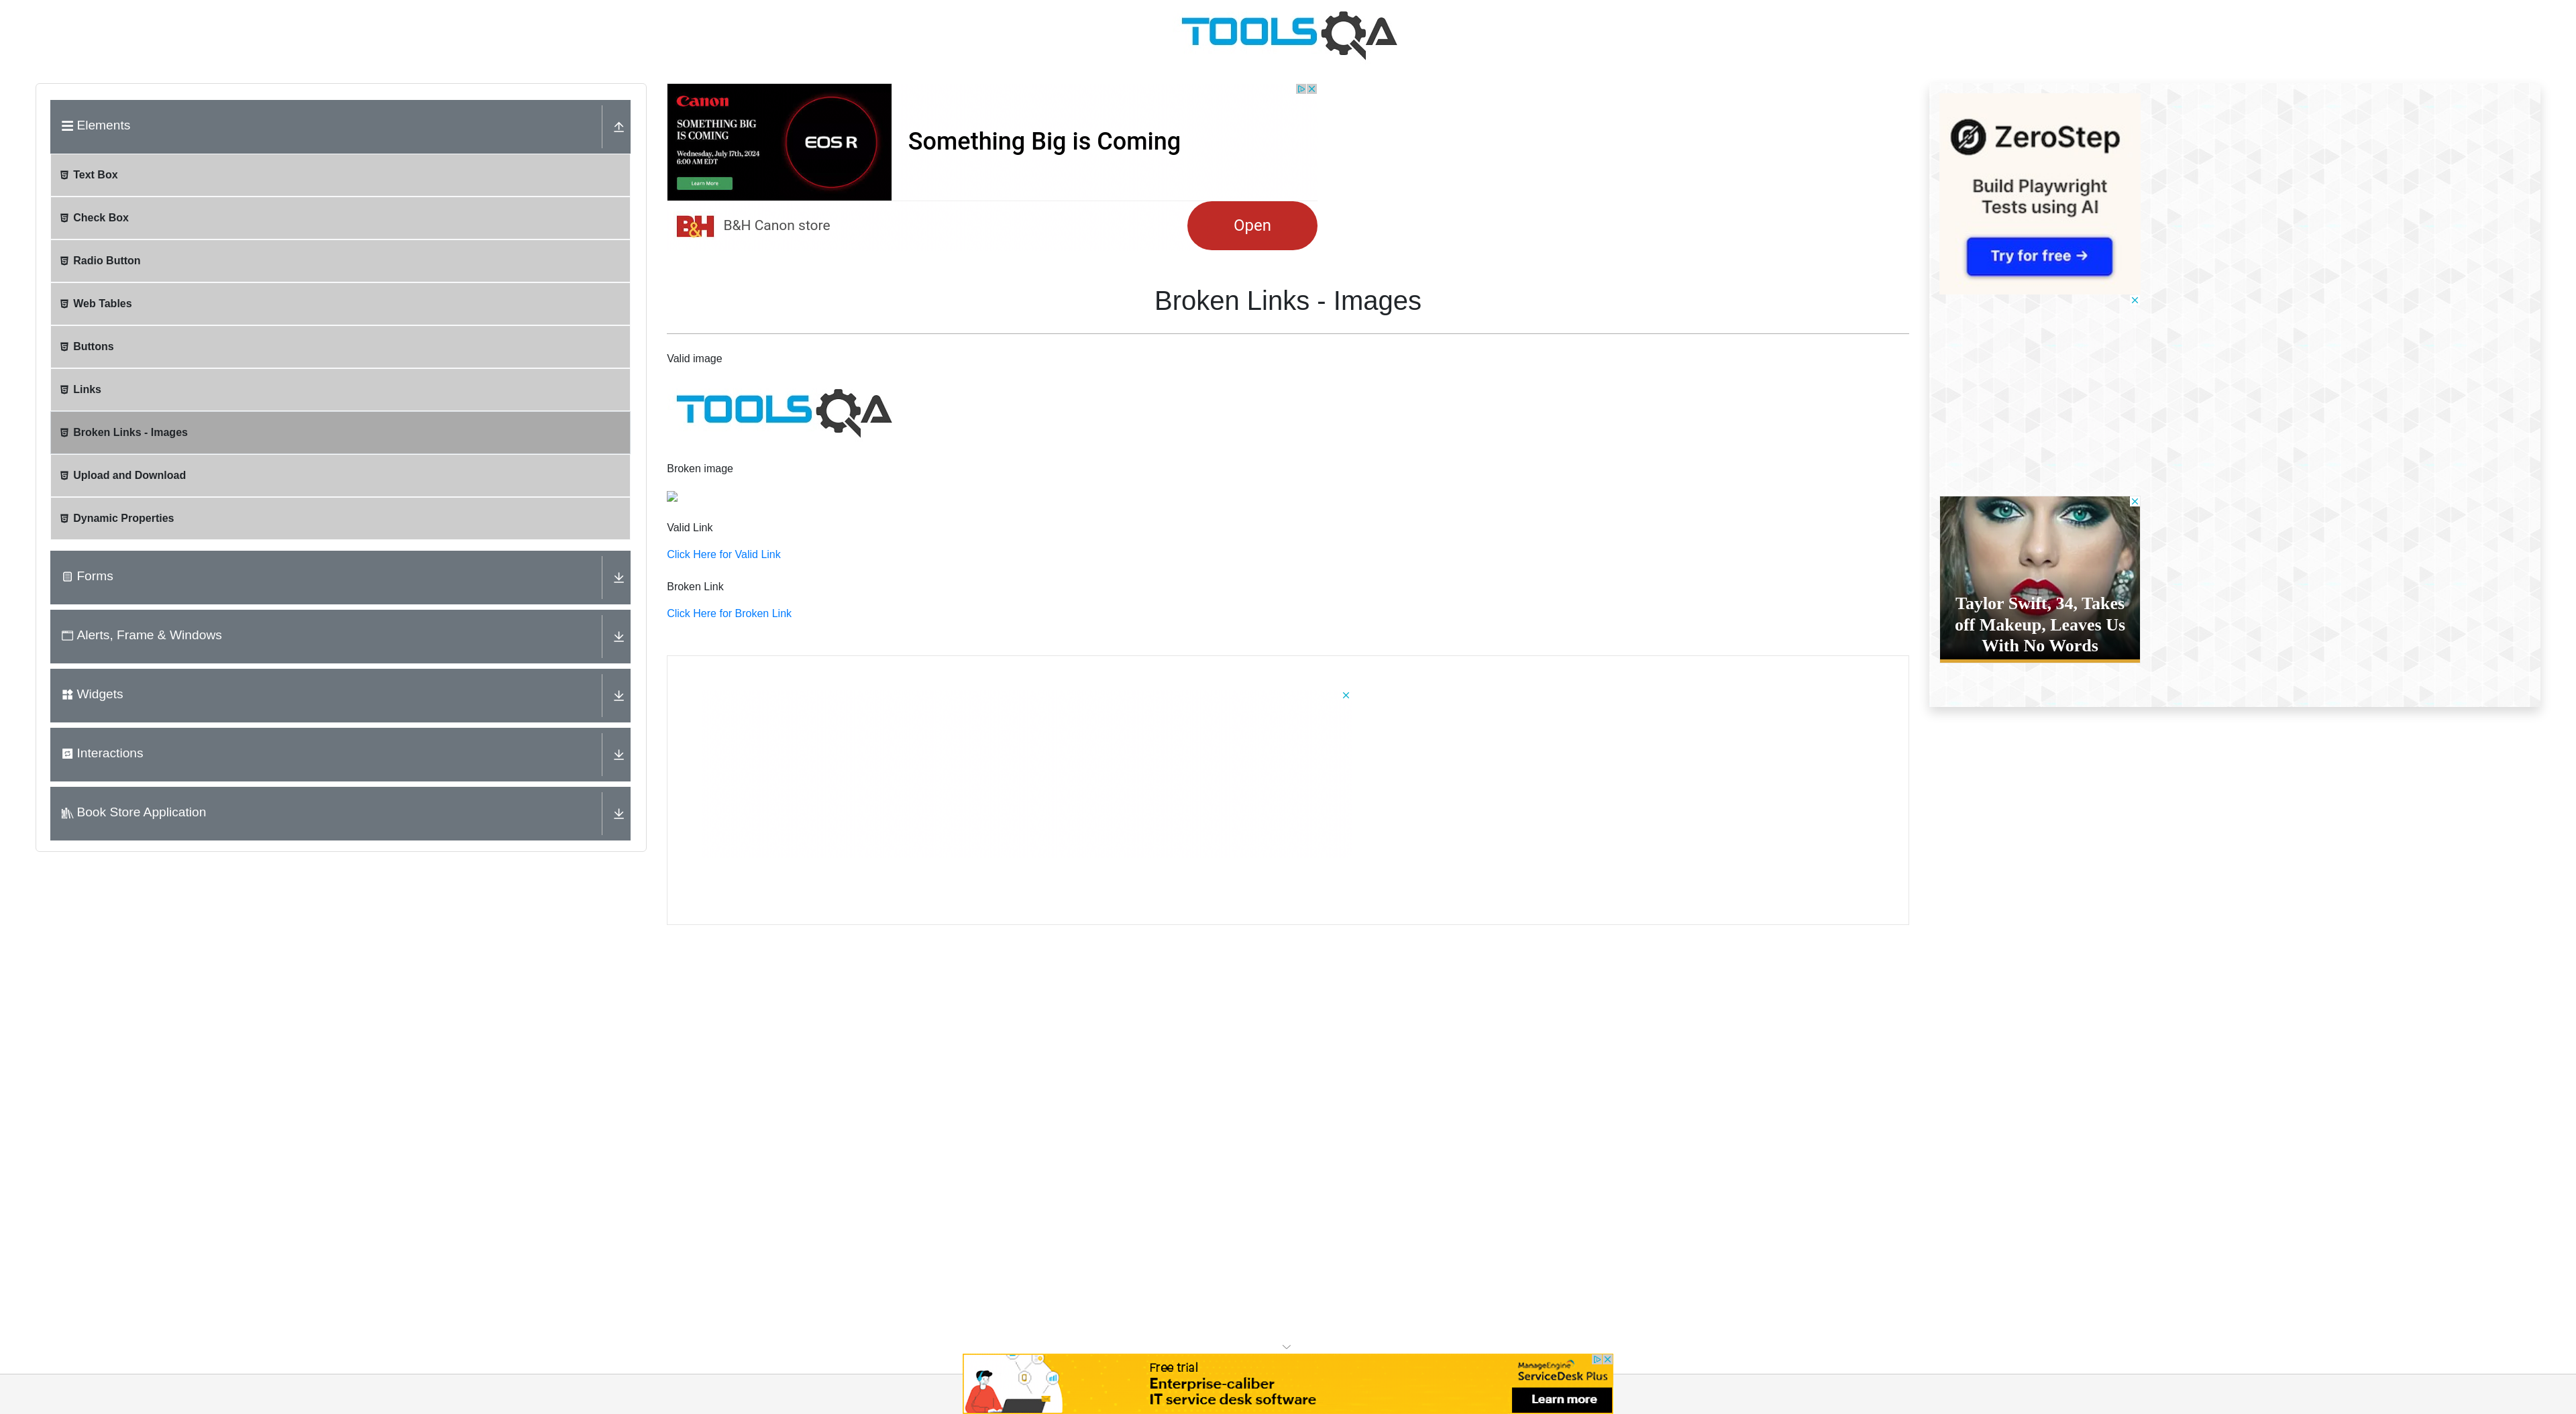 TOOLSQA
Elements
Text Box
Check Box
Radio Button
Web Tables
Buttons
Links
Broken Links - Images
Upload and Download
Dynamic Properties
Forms
Alerts, Frame & Windows
Widgets
Interactions
Book Store Application
Canon
SOMETHING BIG
IS COMING
Wednesday, July 17th, 2024
6:00 AM EDT
Learn More
EOS R
Something Big is Coming
B&H
B&H Canon store
Open
Broken Links - Images
Valid image
TOOLSQA
Broken image
Valid Link
Click Here for Valid Link
Broken Link
Click Here for Broken Link
ZeroStep
Build Playwright
Tests using AI
Try for free →
Taylor Swift, 34, Takes
off Makeup, Leaves Us
With No Words
Free trial
Enterprise-caliber
IT service desk software
ManageEngine
ServiceDesk Plus
Learn more